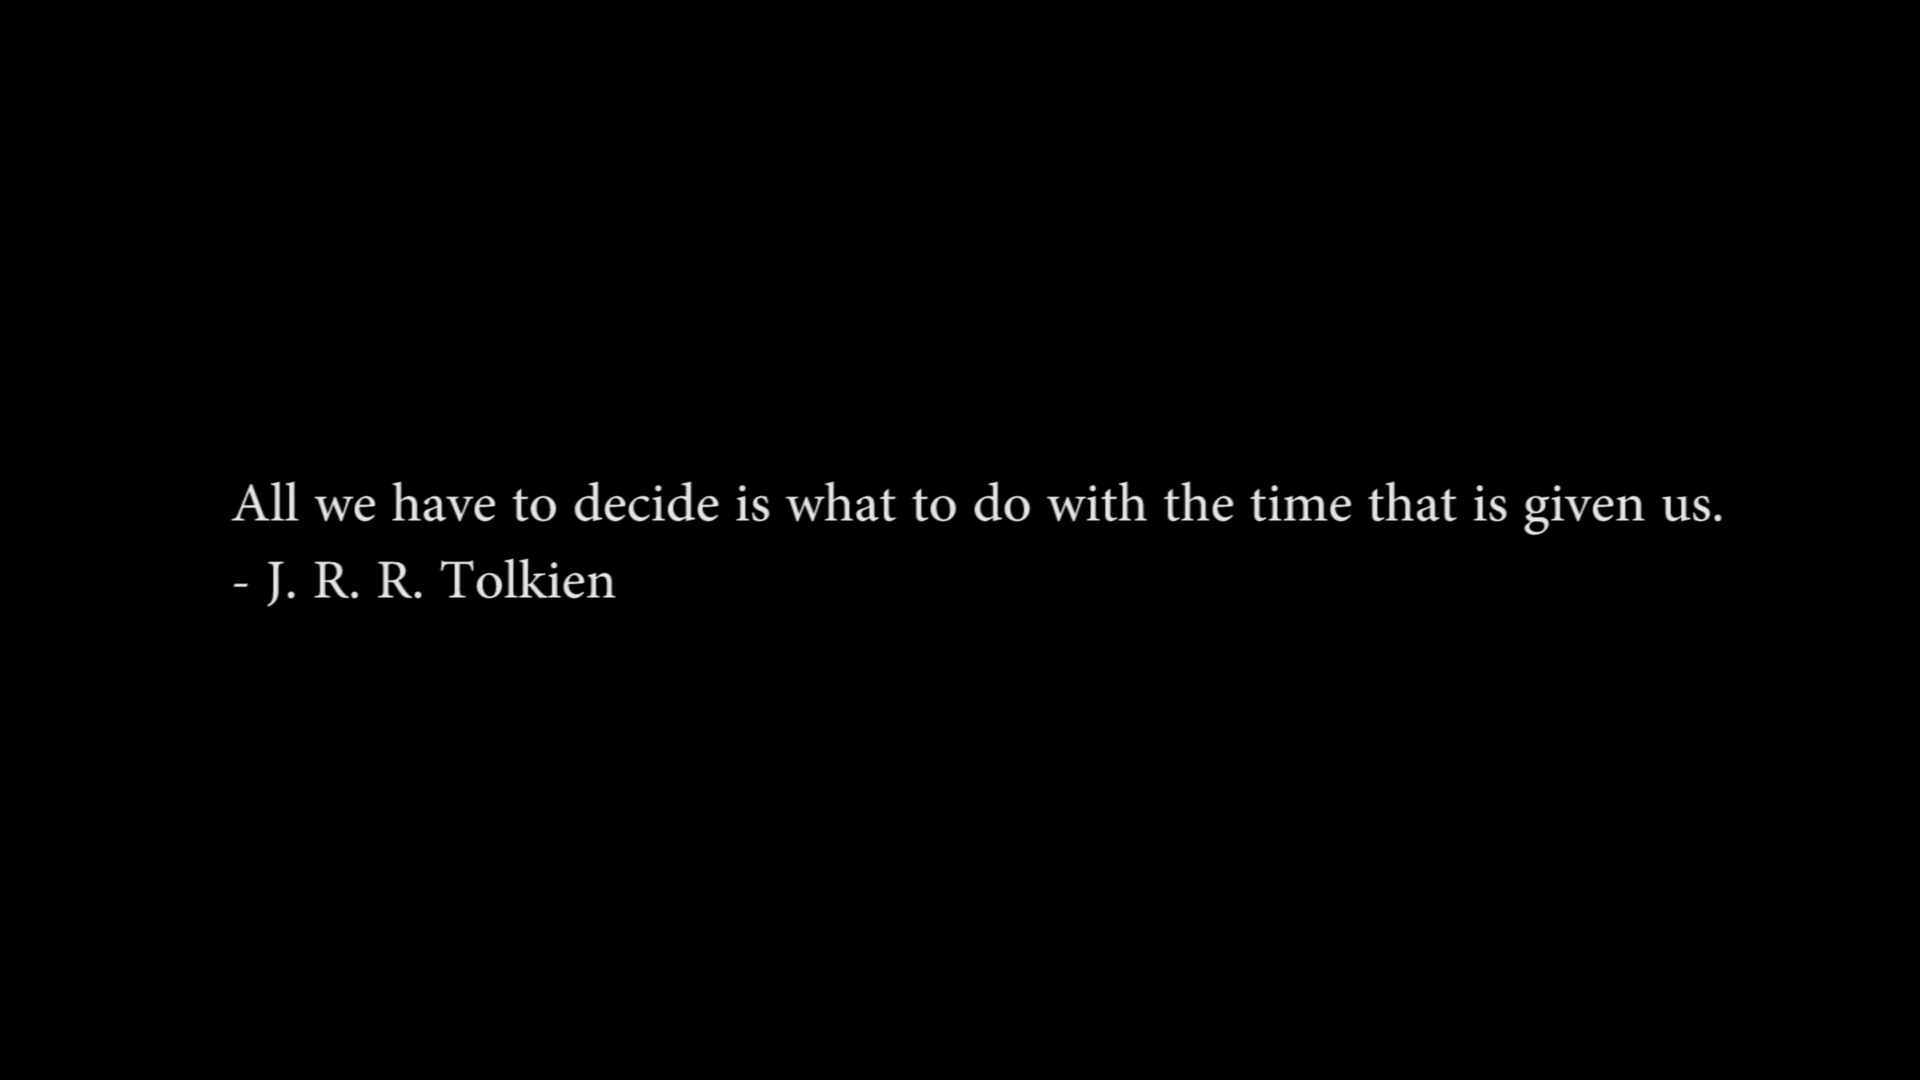 All we have to decide is what to do with the time that is given us.
- J. R. R. Tolkien